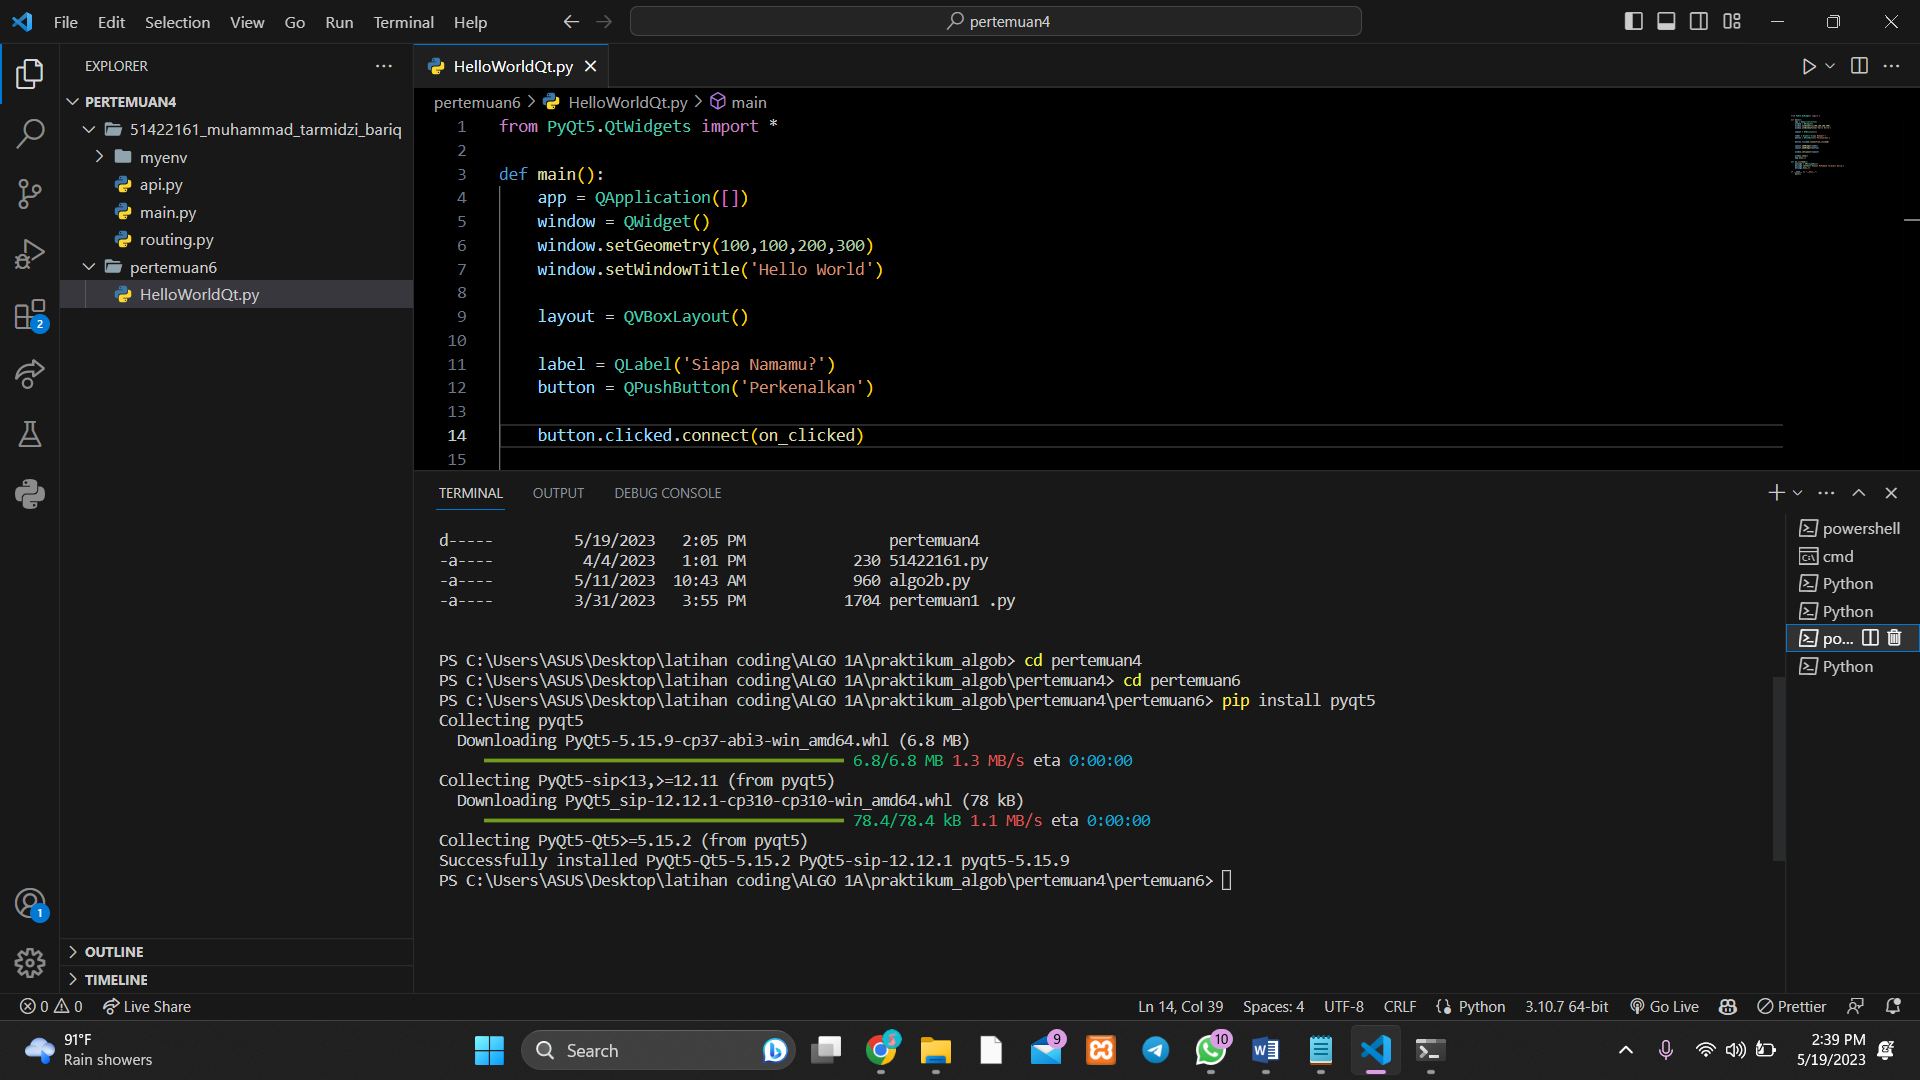 File Edit Selection View Go Run Terminal Help
pertemuan4
EXPLORER
PERTEMUAN4
51422161_muhammad_tarmidzi_bariq
myenv
api.py
main.py
routing.py
pertemuan6
HelloWorldQt.py
OUTLINE
TIMELINE
2
1
HelloWorldQt.py
pertemuan6 > HelloWorldQt.py > main
1 from PyQt5.QtWidgets import *
2
3 def main():
4 app = QApplication([])
5 window = QWidget()
6 window.setGeometry(100,100,200,300)
7 window.setWindowTitle('Hello World')
8
9 layout = QVBoxLayout()
10
11 label = QLabel('Siapa Namamu?')
12 button = QPushButton('Perkenalkan')
13
14 button.clicked.connect(on_clicked)
15
TERMINAL OUTPUT DEBUG CONSOLE
d----- 5/19/2023 2:05 PM pertemuan4
-a---- 4/4/2023 1:01 PM 230 51422161.py
-a---- 5/11/2023 10:43 AM 960 algo2b.py
-a---- 3/31/2023 3:55 PM 1704 pertemuan1 .py
PS C:\Users\ASUS\Desktop\latihan coding\ALGO 1A\praktikum_algob> cd pertemuan4
PS C:\Users\ASUS\Desktop\latihan coding\ALGO 1A\praktikum_algob\pertemuan4> cd pertemuan6
PS C:\Users\ASUS\Desktop\latihan coding\ALGO 1A\praktikum_algob\pertemuan4\pertemuan6> pip install pyqt5
Collecting pyqt5
Downloading PyQt5-5.15.9-cp37-abi3-win_amd64.whl (6.8 MB)
6.8/6.8 MB 1.3 MB/s eta 0:00:00
Collecting PyQt5-sip<13,>=12.11 (from pyqt5)
Downloading PyQt5_sip-12.12.1-cp310-cp310-win_amd64.whl (78 kB)
78.4/78.4 kB 1.1 MB/s eta 0:00:00
Collecting PyQt5-Qt5>=5.15.2 (from pyqt5)
Successfully installed PyQt5-Qt5-5.15.2 PyQt5-sip-12.12.1 pyqt5-5.15.9
PS C:\Users\ASUS\Desktop\latihan coding\ALGO 1A\praktikum_algob\pertemuan4\pertemuan6>
powershell
cmd
Python
Python
po...
Python
0 0 Live Share Ln 14, Col 39 Spaces: 4 UTF-8 CRLF Python 3.10.7 64-bit Go Live Prettier
91°F
Rain showers
Search
9
10
2:39 PM
5/19/2023